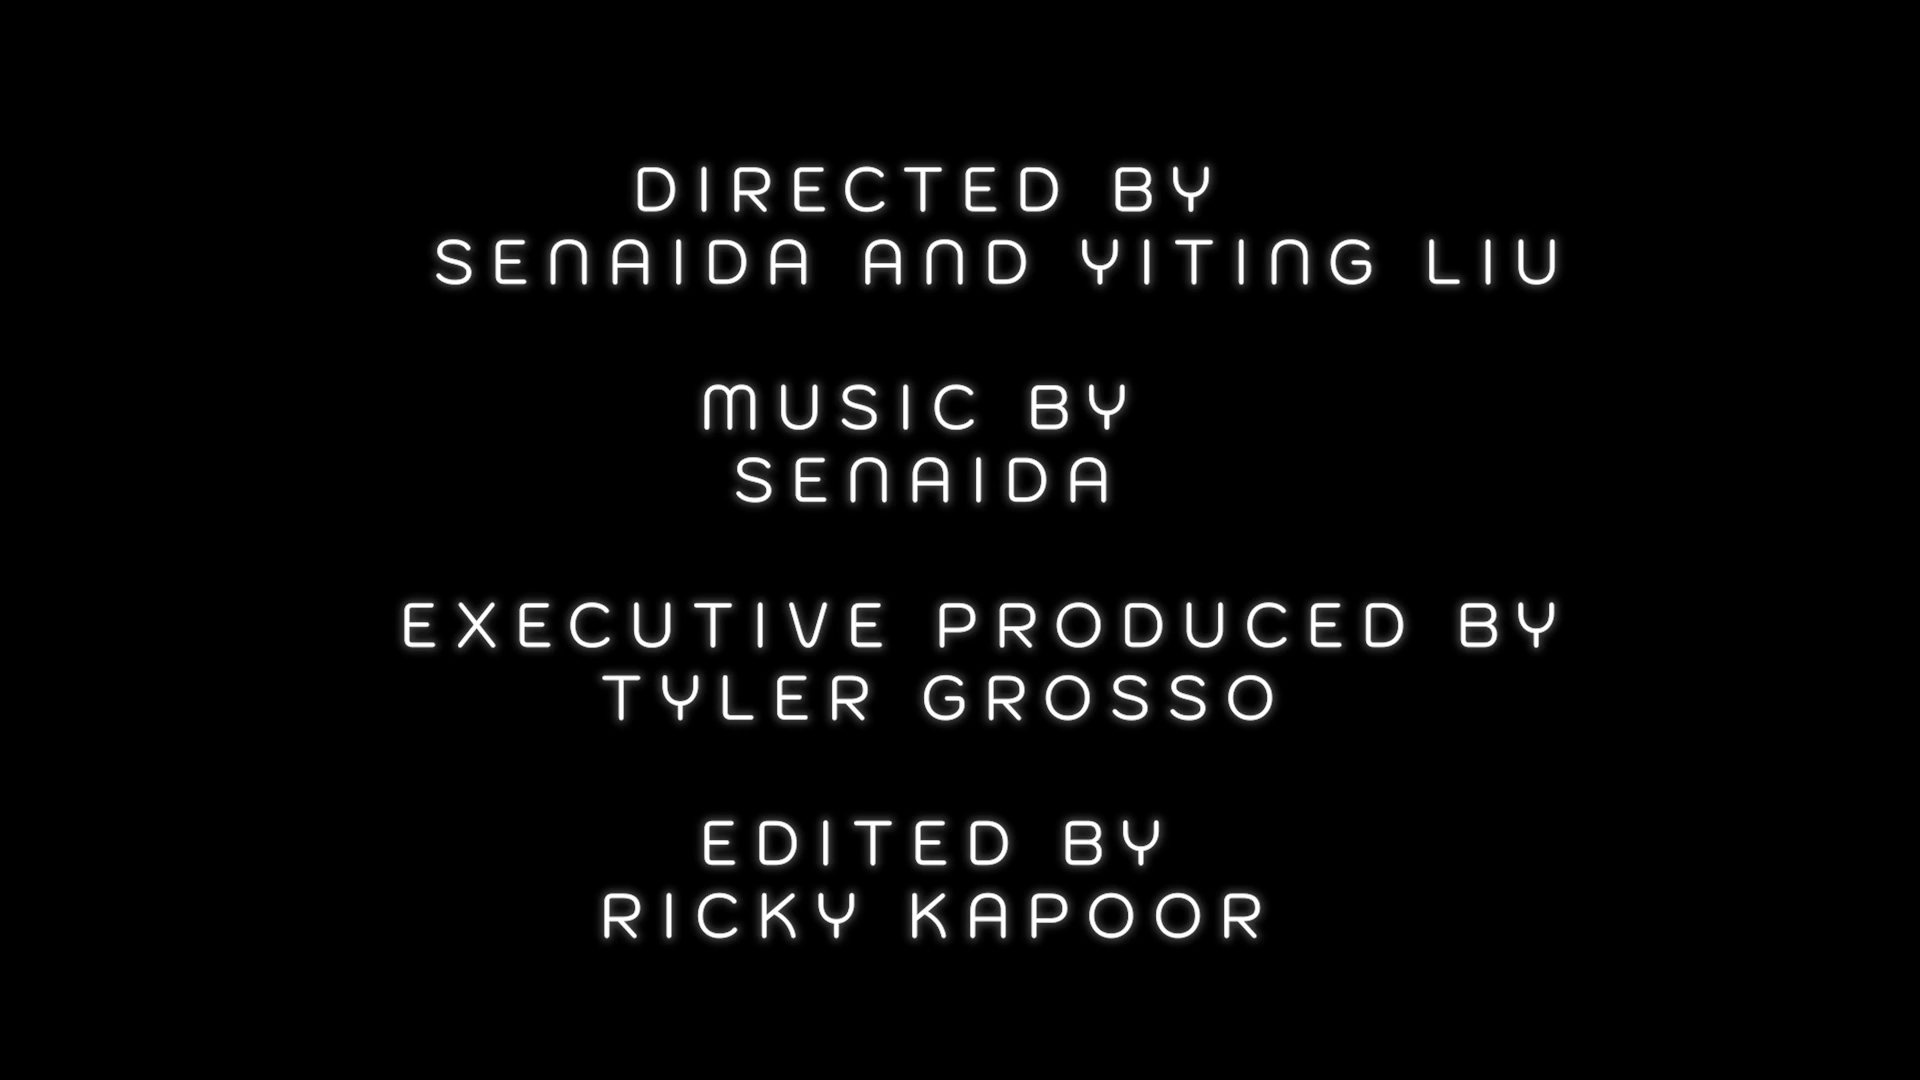 DIRECTED BY
SENAIDA AND YITING LIU
MUSIC BY
SENAIDA
EXECUTIVE PRODUCED BY
TYLER GROSSO
EDITED BY
RICKY KAPOOR